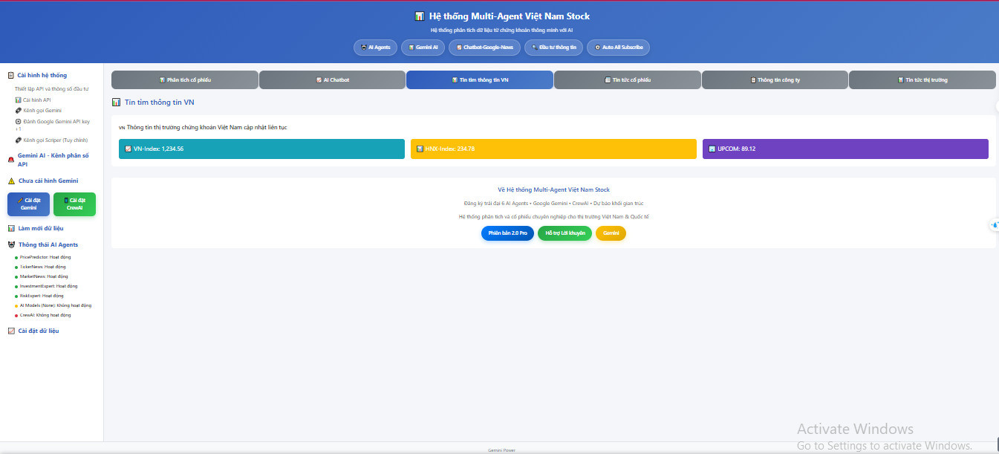 Hệ thống Multi-Agent Việt Nam Stock
Hệ thống phân tích dữ liệu từ chứng khoán thông minh với AI
AI Agents
Gemini AI
Chatbot-Google-News
Đầu tư thông tin
Auto All Subscribe
Cài hình hệ thống
Thiết lập API và thông số đầu tư
Cài hình API
Kênh gọi Gemini
Đánh Google Gemini API key
+1
Kênh gọi Scriper (Tuy chỉnh)
Gemini AI - Kênh phân số
API
Chưa cái hình Gemini
Cài đặt
Gemini
Cài đặt
CrewAI
Làm mới dữ liệu
Thông thái AI Agents
PricePredictor: Hoạt động
TickerNews: Hoạt động
MarketNews: Hoạt động
InvestmentExpert: Hoạt động
RiskExpert: Hoạt động
AI Models (None): Không hoạt động
CrewAI: Không hoạt động
Cài đặt dữ liệu
Phân tích cổ phiếu
AI Chatbot
Tin tìm thông tin VN
Tin tức cổ phiếu
Thông tin công ty
Tin tức thị trường
Tin tìm thông tin VN
VN Thông tin thị trường chứng khoán Việt Nam cập nhật liên tục
VN-Index: 1,234.56
HNX-Index: 234.78
UPCOM: 89.12
Về Hệ thống Multi-Agent Việt Nam Stock
Đăng ký trải đại 6 AI Agents • Google Gemini • CrewAI • Dự báo khối gian trúc
Hệ thống phân tích và cổ phiếu chuyên nghiệp cho thị trường Việt Nam & Quốc tế
Phiên bản 2.0 Pro
Hỗ trợ Lời khuyên
Gemini
Activate Windows
Go to Settings to activate Windows.
Gemini Power